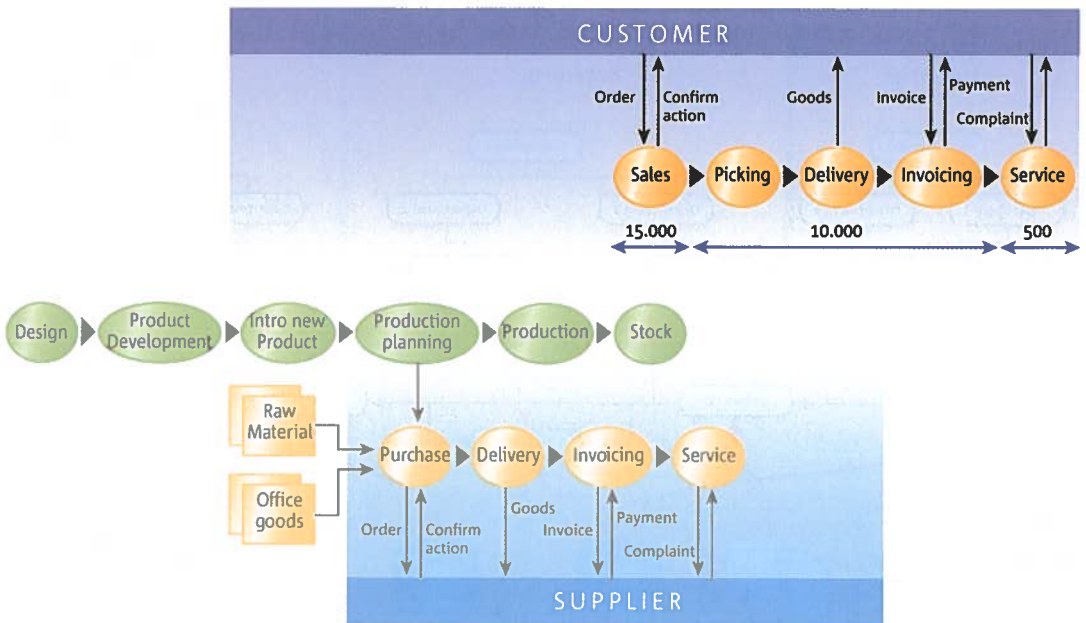 CUSTOMER
Order
Confirm
action
Goods
Invoice
Payment
Complaint
Sales
Picking
Delivery
Invoicing
Service
15.000
10.000
500
Design
Product
Development
Intro new
Product
Production
planning
Production
Stock
Raw
Material
Office
goods
Purchase
Delivery
Invoicing
Service
Order
Confirm
action
Goods
Invoice
Payment
Complaint
SUPPLIER